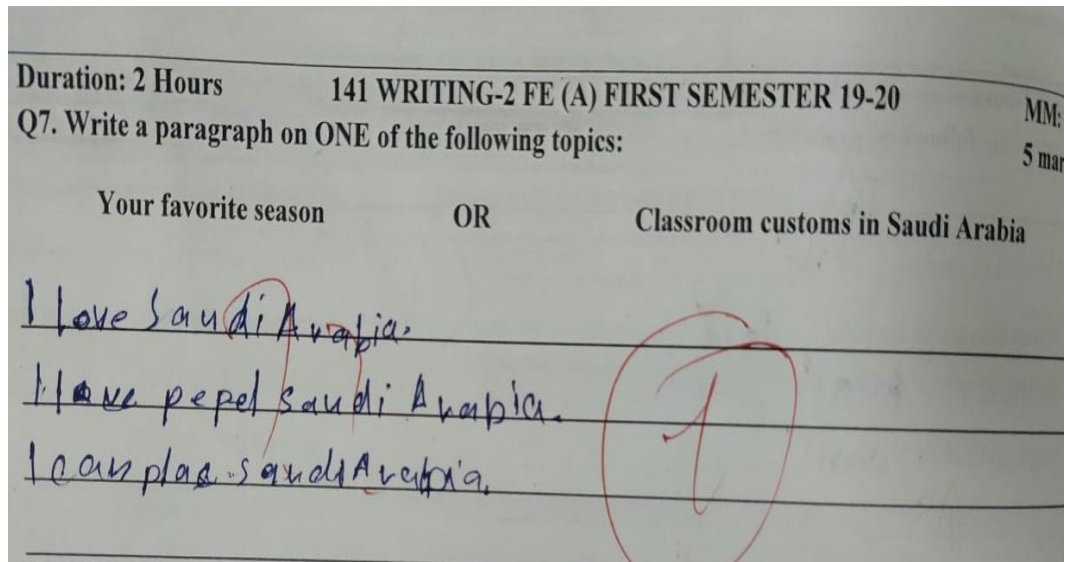 Duration: 2 Hours 141 WRITING-2 FE (A) FIRST SEMESTER 19-20 MM:
Q7. Write a paragraph on ONE of the following topics:
5 mar
Your favorite season OR Classroom customs in Saudi Arabia
I love Saudi Arabia.
I love pepel saudi Arabia.
I can plac. saudi Arabia.
1